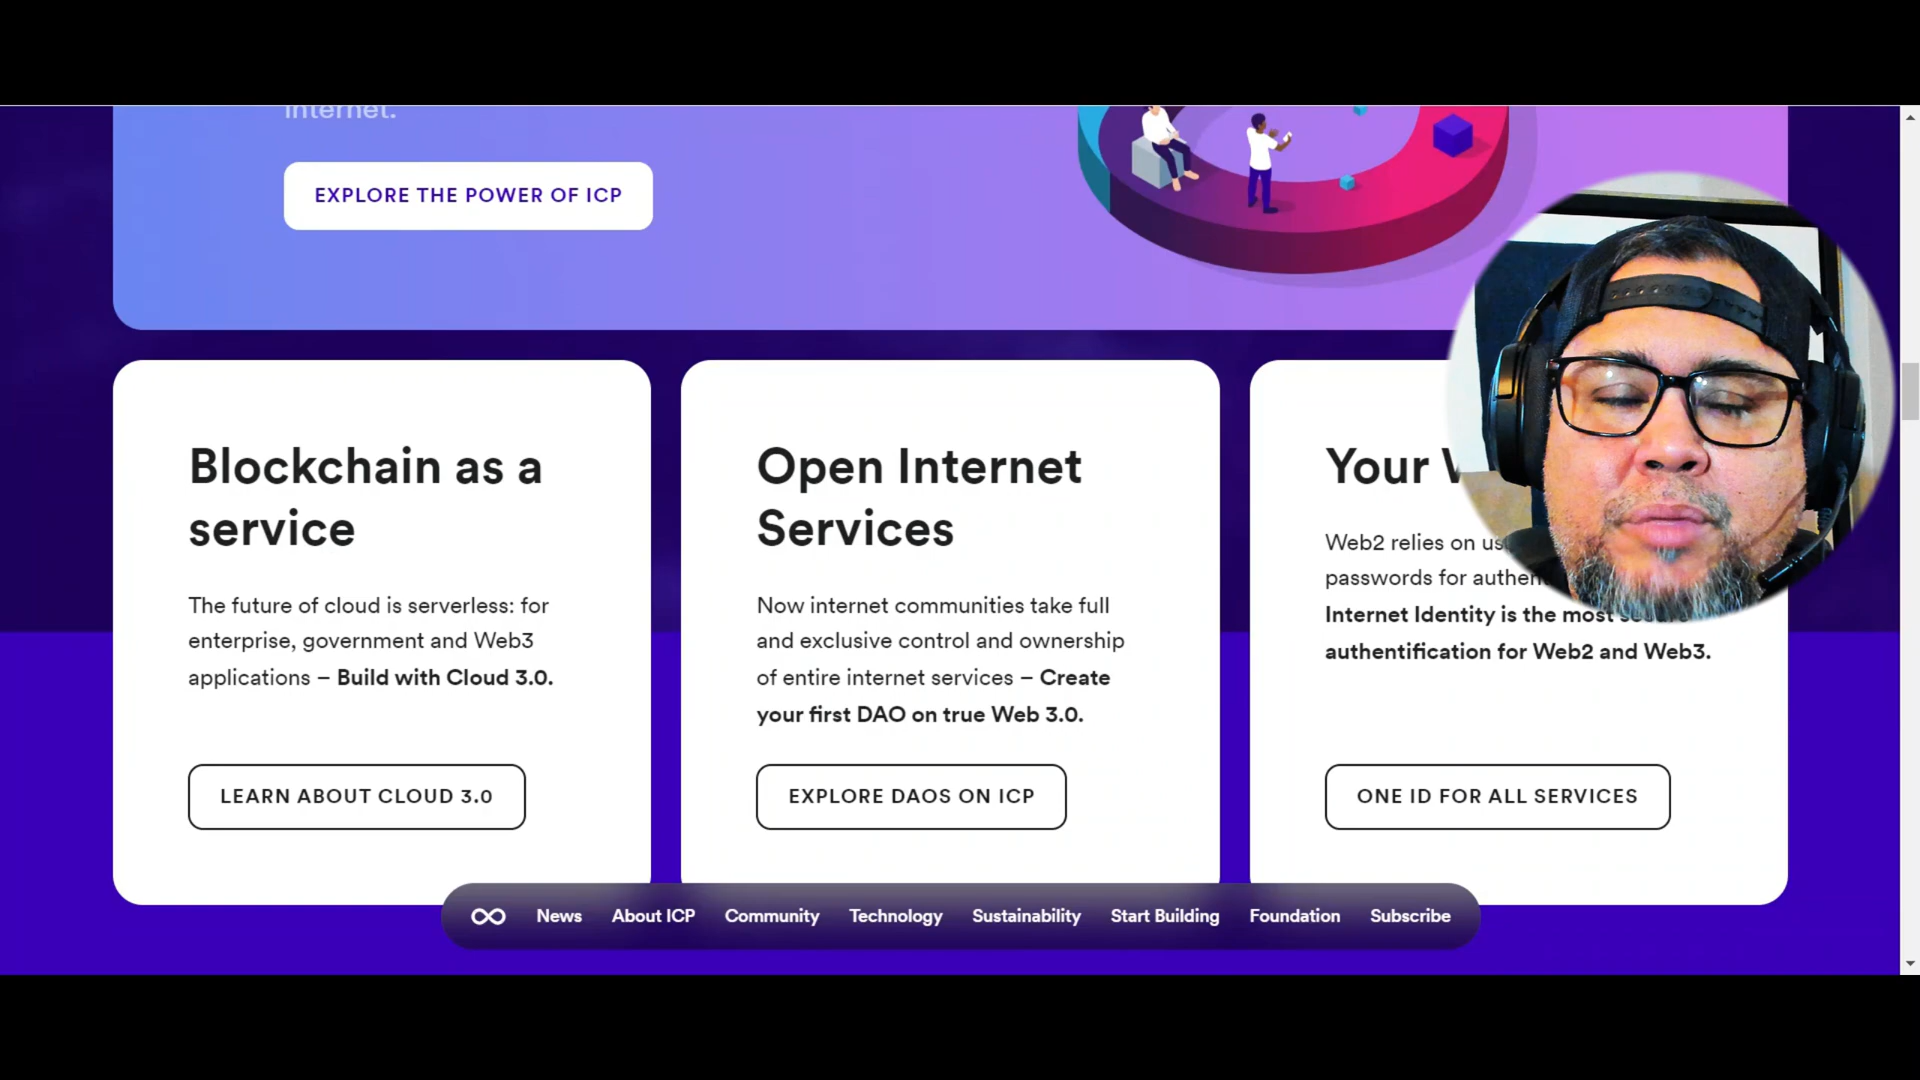 internet.
EXPLORE THE POWER OF ICP
Blockchain as a
service
The future of cloud is serverless: for
enterprise, government and Web3
applications – Build with Cloud 3.0.
LEARN ABOUT CLOUD 3.0
Open Internet
Services
Now internet communities take full
and exclusive control and ownership
of entire internet services – Create
your first DAO on true Web 3.0.
EXPLORE DAOS ON ICP
Your
Web2 relies on
passwords for
Internet Identity is the most
authentification for Web2 and Web3.
ONE ID FOR ALL SERVICES
News About ICP Community Technology Sustainability Start Building Foundation Subscribe